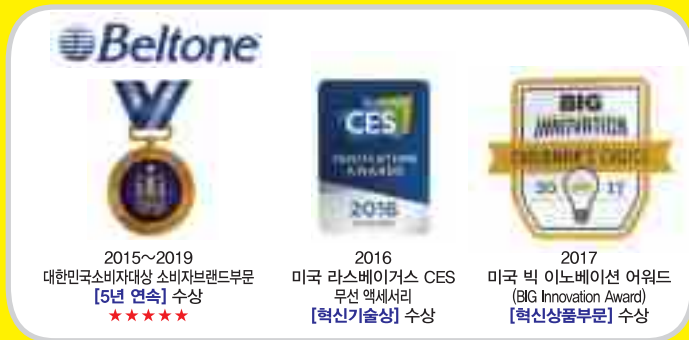 Beltone
CES
INNOVATION
AWARDS
2016
BIG
INNOVATION
20 17
2015~2019
대한민국소비자대상 소비자브랜드부문
[5년 연속] 수상
★★★★★
2016
미국 라스베이거스 CES
무선 액세서리
[혁신기술상] 수상
2017
미국 빅 이노베이션 어워드
(BIG Innovation Award)
[혁신상품부문] 수상